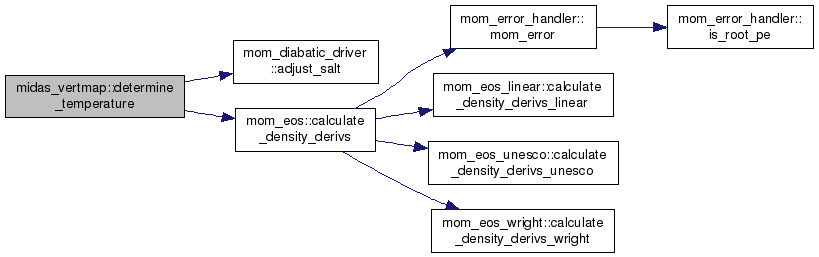 midas_vertmap::determine
_temperature
mom_diabatic_driver
::adjust_salt
mom_eos::calculate
_density_derivs
mom_error_handler::
mom_error
mom_error_handler::
is_root_pe
mom_eos_linear::calculate
_density_derivs_linear
mom_eos_unesco::calculate
_density_derivs_unesco
mom_eos_wright::calculate
_density_derivs_wright